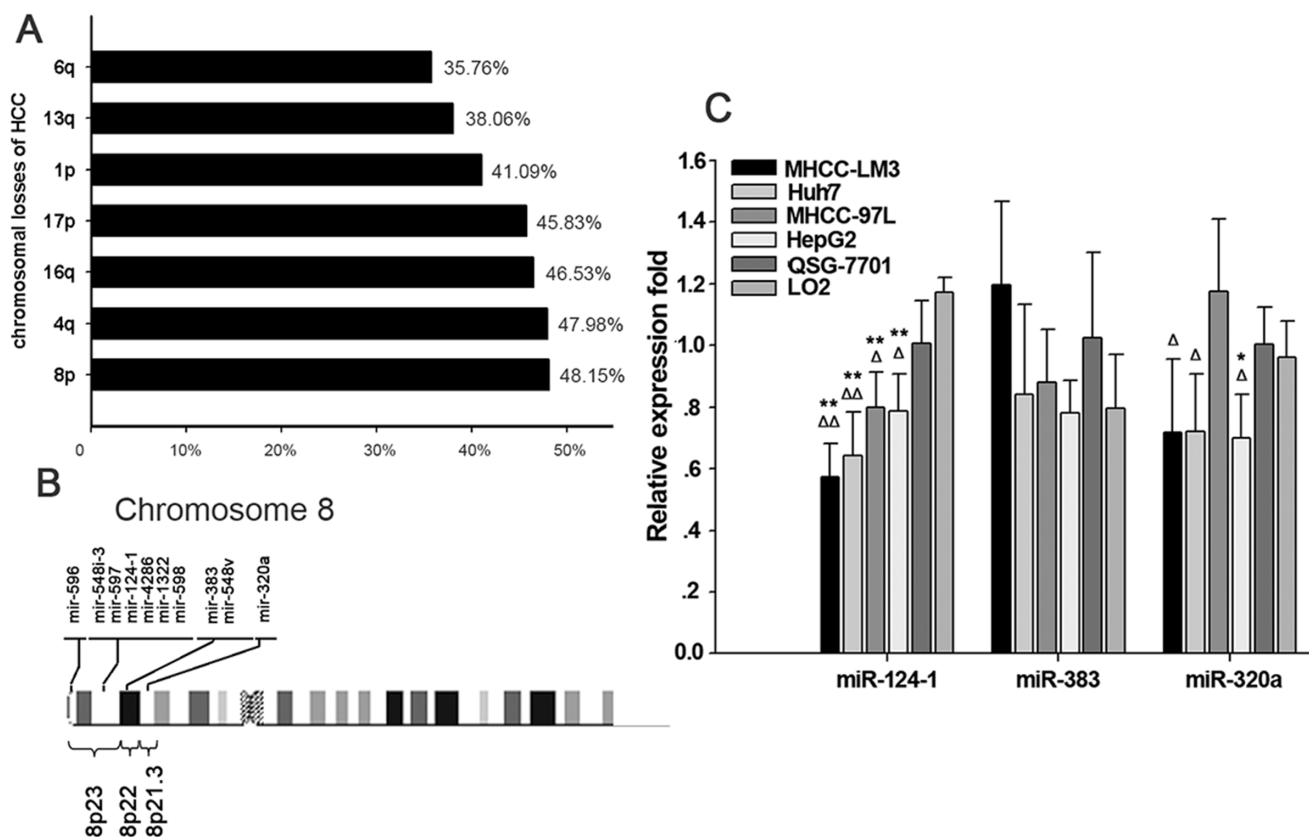 A
chromosomal losses of HCC
6q 35.76%
13q 38.06%
1p 41.09%
17p 45.83%
16q 46.53%
4q 47.98%
8p 48.15%
0 10% 20% 30% 40% 50%
B
Chromosome 8
mir-596
mir-548i-3
mir-597
mir-124-1
mir-4286
mir-1322
mir-598
mir-383
mir-548v
mir-320a
8p23
8p22
8p21.3
C
Relative expression fold
1.6
1.4
1.2
1.0
.8
.6
.4
.2
0.0
MHCC-LM3
Huh7
MHCC-97L
HepG2
QSG-7701
LO2
** ** ** ** *
ΔΔ ΔΔ Δ Δ Δ Δ Δ
miR-124-1 miR-383 miR-320a